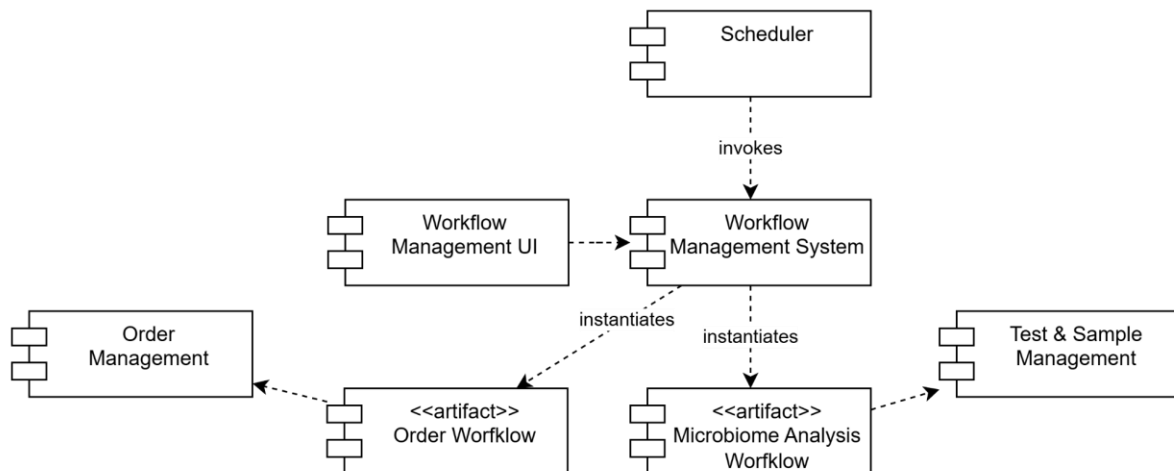 Scheduler
invokes
Workflow
Management UI
Workflow
Management System
instantiates
instantiates
Order
Management
Test & Sample
Management
<<artifact>>
Order Worfklow
<<artifact>>
Microbiome Analysis
Worfklow